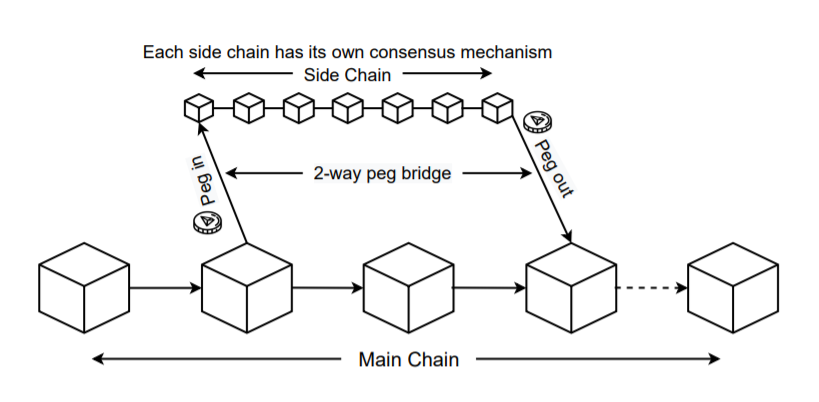 Each side chain has its own consensus mechanism
Side Chain
Peg in
2-way peg bridge
Peg out
Main Chain